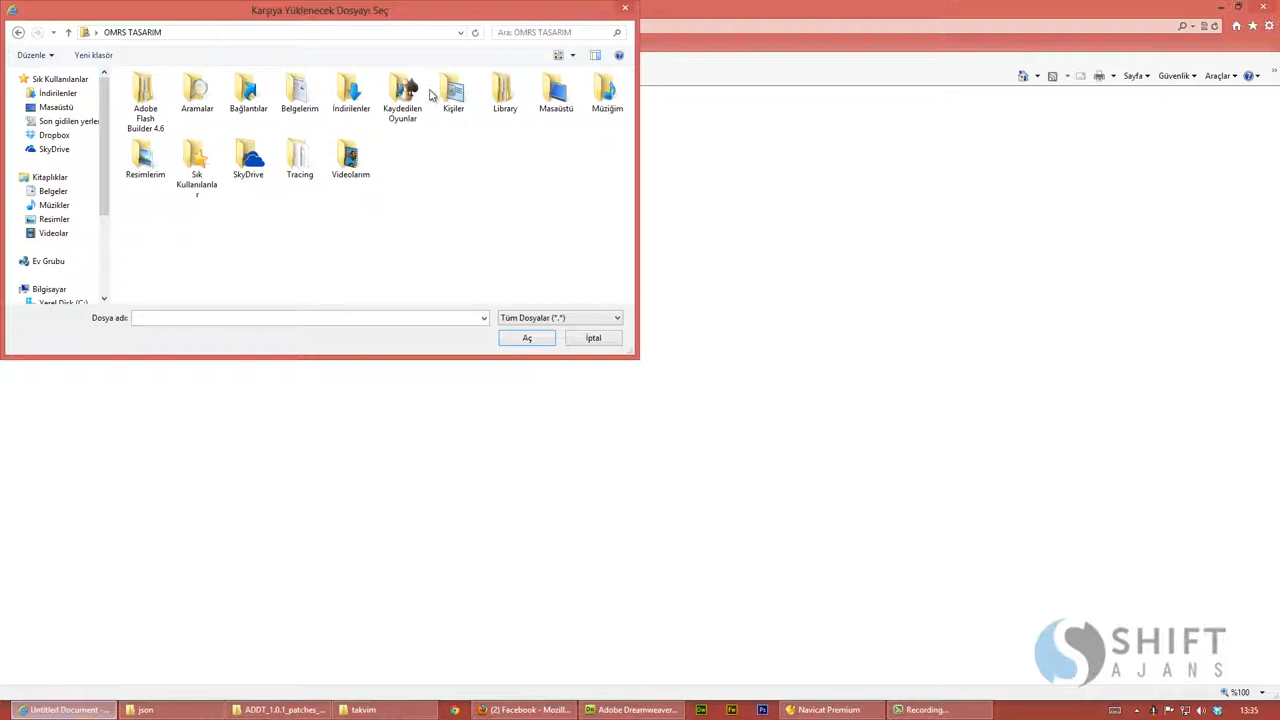 Karşıya Yüklenecek Dosyayı Seç
OMRS TASARIM
Ara: OMRS TASARIM
Düzenle
Yeni klasör
Sık Kullanılanlar
İndirilenler
Masaüstü
Son gidilen yerler
Dropbox
SkyDrive
Kitaplıklar
Belgeler
Müzikler
Resimler
Videolar
Ev Grubu
Bilgisayar
Yerel Disk (C:)
Adobe
Flash
Builder 4.6
Aramalar
Bağlantılar
Belgelerim
İndirilenler
Kaydedilen
Oyunlar
Kişiler
Library
Masaüstü
Müziğim
Resimlerim
Sık
Kullanılanla
r
SkyDrive
Tracing
Videolarım
Dosya adı:
Tüm Dosyalar (*.*)
Aç
İptal
Sayfa
Güvenlik
Araçlar
SHIFT
AJANS
%100
Untitled Document -...
json
ADDT_1.0.1_patches_...
takvim
(2) Facebook - Mozill...
Adobe Dreamweaver...
Dw
Fw
Ps
Navicat Premium
Recording...
13:35